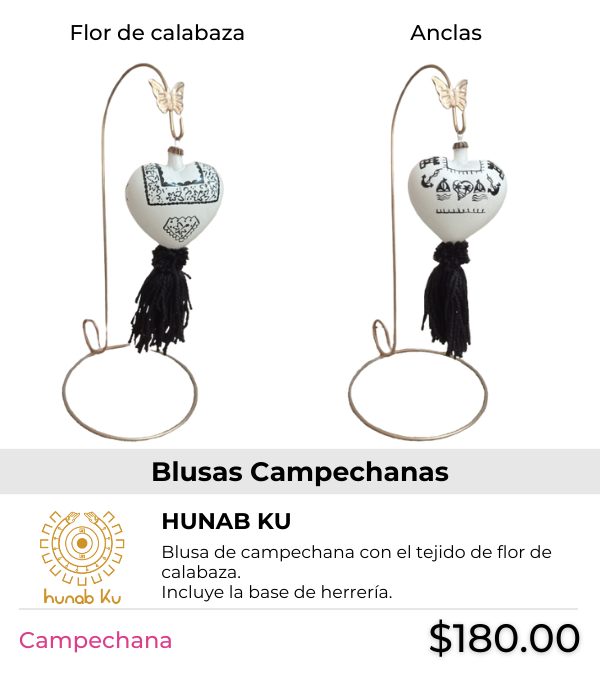 Flor de calabaza
Anclas
Blusas Campechanas
HUNAB KU
Blusa de campechana con el tejido de flor de
calabaza.
Incluye la base de herrería.
hunab Ku
Campechana
$180.00